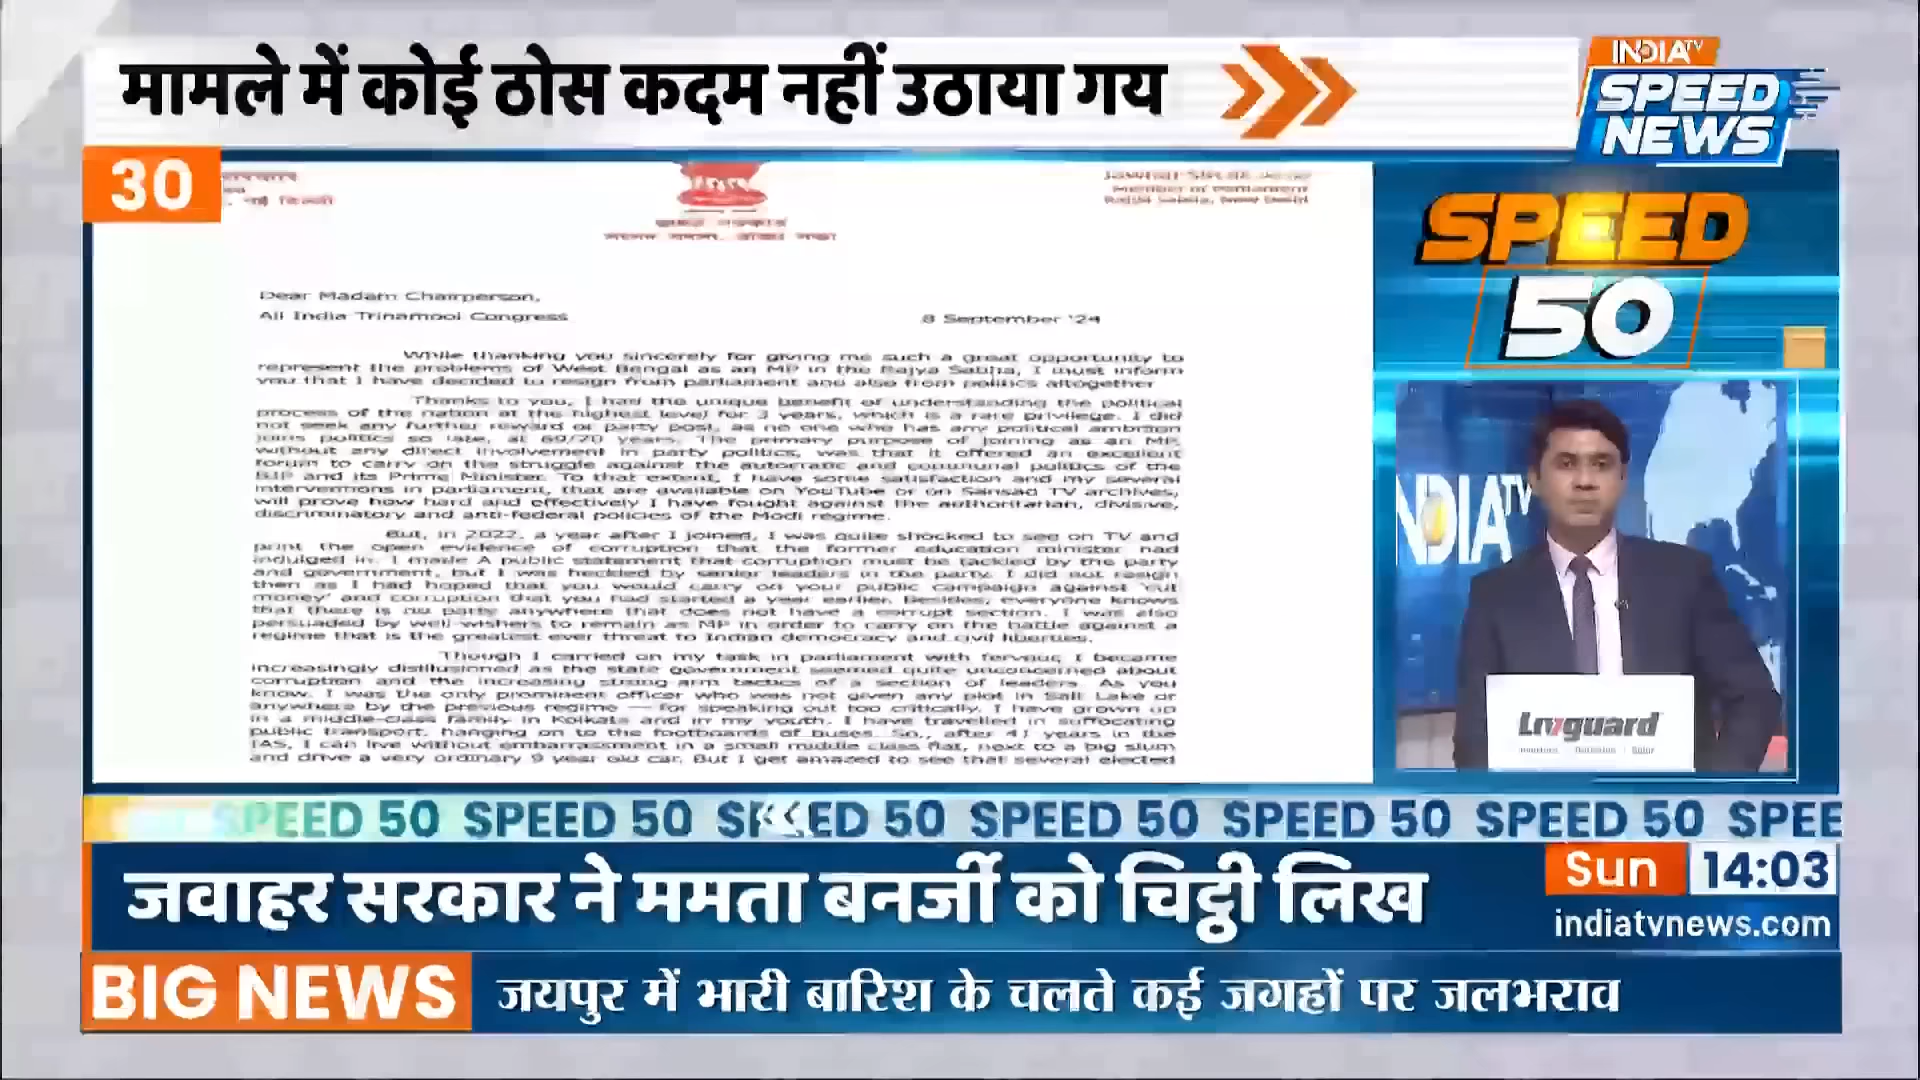 मामले में कोई ठोस कदम नहीं उठाया गय
INDIA TV
SPEED
NEWS
30
नई दिल्ली
Member of Parliament
Rajya Sabha, New Delhi
SPEED
50
Dear Madam Chairperson,
All India Trinamool Congress
8 September '24
While thanking you sincerely for giving me such a great opportunity to
represent the problems of West Bengal as an MP in the Rajya Sabha, I must inform
you that I have decided to resign from parliament and also from politics altogether
Thanks to you, I had the unique benefit of understanding the political
process of the nation at the highest level for 3 years, which is a rare privilege. I did
not seek any further reward or party post, as no one who has any political ambition
joins politics so late, at 69/70 years. The primary purpose of joining as an MP,
without any direct involvement in party politics, was that it offered an excellent
forum to carry on the struggle against the autocratic and communal politics of the
BJP and its Prime Minister. To that extent, I have some satisfaction and my several
interventions in parliament, that are available on YouTube or on Sansad TV archives,
will prove how hard and effectively I have fought against the authoritarian, divisive,
discriminatory and anti-federal policies of the Modi regime.
But, in 2022, a year after I joined, I was quite shocked to see on TV and
print the open evidence of corruption that the former education minister had
indulged in. I made A public statement that corruption must be tackled by the party
and government, but I was heckled by senior leaders in the party. I did not resign
then as I had hoped that you would carry on your public campaign against 'cut
money' and corruption that you had started a year earlier. Besides, everyone knows
that there is no party anywhere that does not have a corrupt section. I was also
persuaded by well-wishers to remain as MP in order to carry on the battle against a
regime that is the greatest ever threat to Indian democracy and civil liberties.
Though I carried on my task in parliament with fervour, I became
increasingly disillusioned as the state government seemed quite unconcerned about
corruption and the increasing strong-arm tactics of a section of leaders. As you
know, I was the only prominent officer who was not given any plot in Salt Lake or
anywhere by the previous regime — for speaking out too critically. I have grown up
in a middle-class family in Kolkata and in my youth, I have travelled in suffocating
public transport, hanging on to the footboards of buses. So, after 41 years in the
IAS, I can live without embarrassment in a small middle class flat, next to a big slum
and drive a very ordinary 9 year old car. But I get amazed to see that several elected
INDIA TV
Livguard
SPEED 50 SPEED 50 SP ED 50 SPEED 50 SPEED 50 SPEED 50 SPEE
जवाहर सरकार ने ममता बनर्जी को चिट्ठी लिख
Sun 14:03
indiatvnews.com
BIG NEWS
जयपुर में भारी बारिश के चलते कई जगहों पर जलभराव